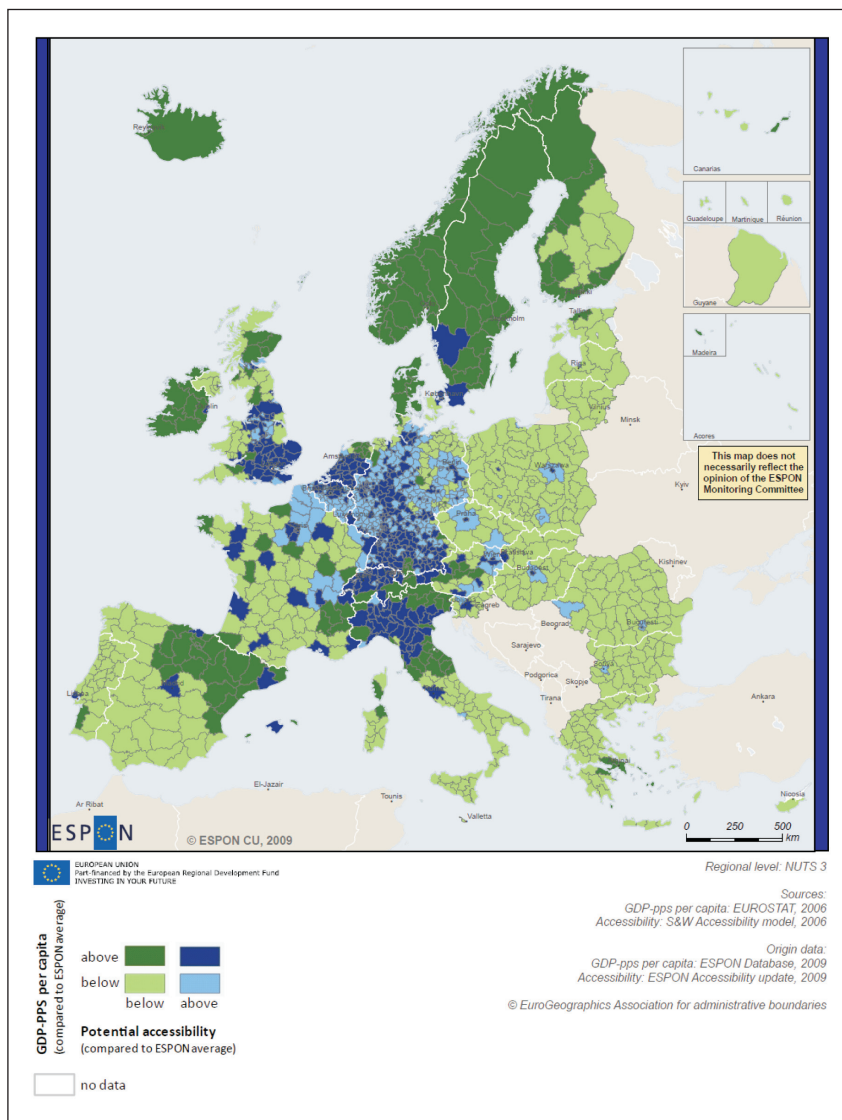 Reykjavik
Canarias
Guadeloupe
Martinique
Réunion
Guyane
Madeira
Acores
This map does not
necessarily reflect the
opinion of the ESPON
Monitoring Committee
Riga
Vilnius
Minsk
Warszawa
Kyiv
Praha
Bratislava
Budapest
Kishinev
Zagreb
Beograd
Bucuresti
Sarajevo
Sofia
Podgorica
Skopje
Tirana
Ankara
El-Jazair
Tounis
Ar Ribat
Valletta
Nicosia
ESPON
© ESPON CU, 2009
0 250 500
km
EUROPEAN UNION
Part-financed by the European Regional Development Fund
INVESTING IN YOUR FUTURE
Regional level: NUTS 3
Sources:
GDP-pps per capita: EUROSTAT, 2006
Accessibility: S&W Accessibility model, 2006
Origin data:
GDP-pps per capita: ESPON Database, 2009
Accessibility: ESPON Accessibility update, 2009
© EuroGeographics Association for administrative boundaries
GDP-PPS per capita
(compared to ESPON average)
above
below
below above
Potential accessibility
(compared to ESPON average)
no data